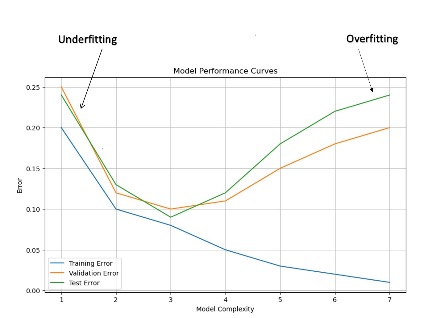 Underfitting
Overfitting
Model Performance Curves
0.25
0.20
0.15
0.10
0.05
0.00
Error
Training Error
Validation Error
Test Error
1 2 3 4 5 6 7
Model Complexity